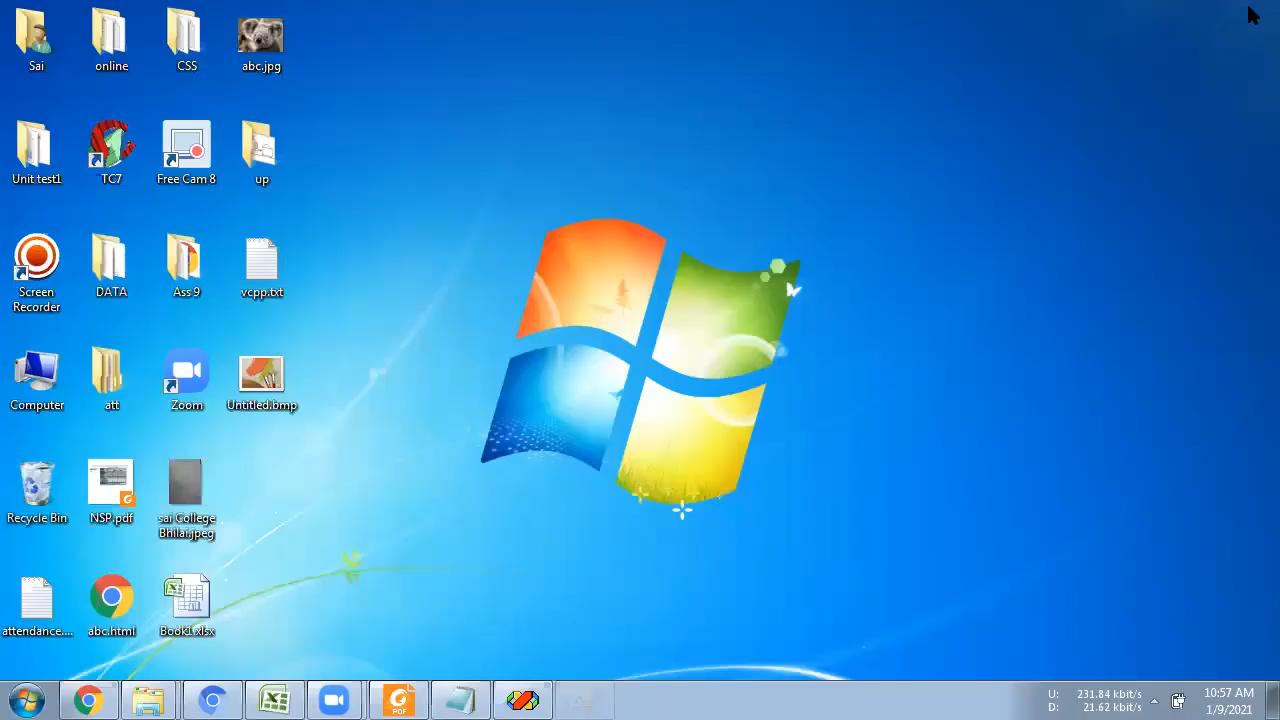 Sai
online
CSS
abc.jpg
Unit test1
TC7
Free Cam 8
up
Screen
Recorder
DATA
Ass 9
vcpp.txt
Computer
att
Zoom
Untitled.bmp
Recycle Bin
NSP.pdf
sai College
Bhilai.jpeg
attendance....
abc.html
Book1.xlsx
PDF
U: 231.84 kbit/s
D: 21.62 kbit/s
10:57 AM
1/9/2021